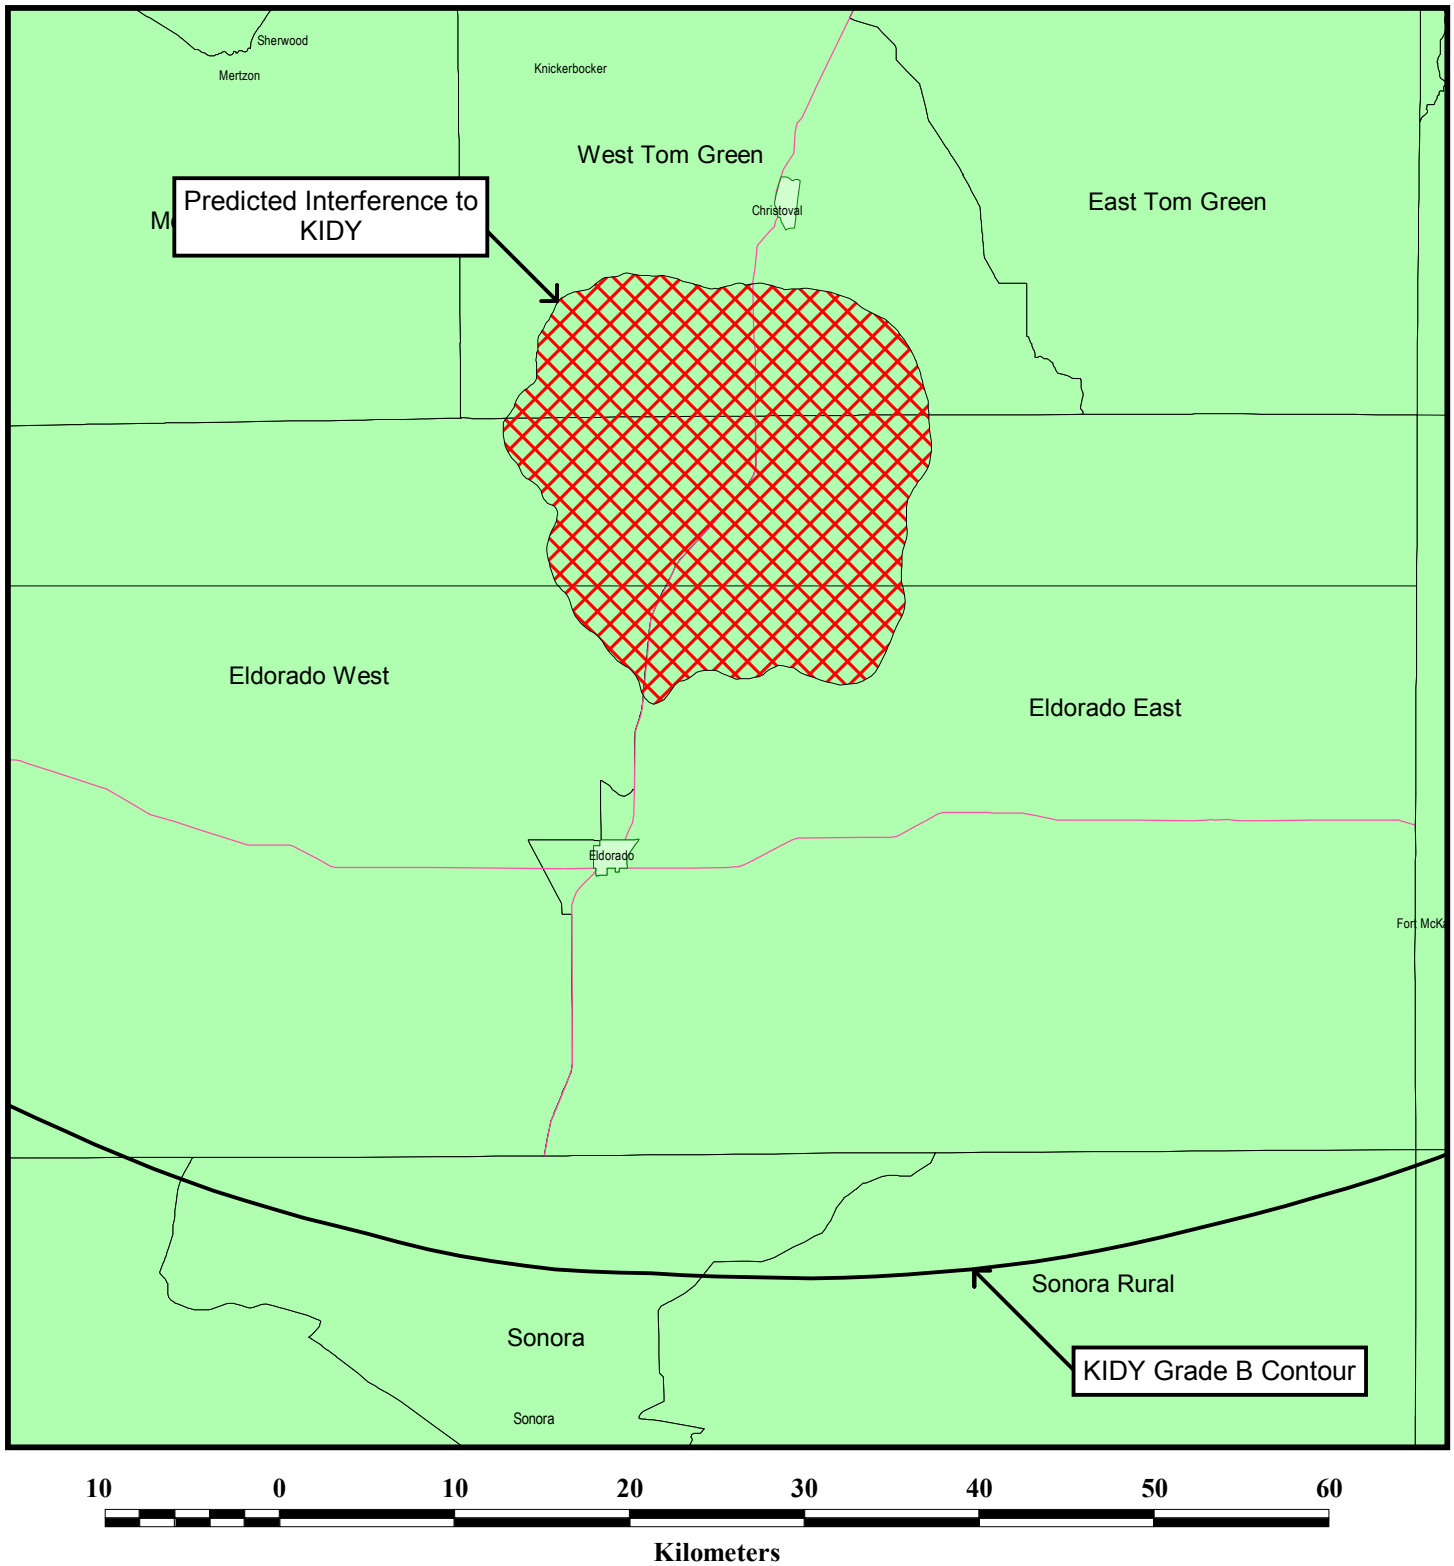 Sherwood
Mertzon
Knickerbocker
West Tom Green
Predicted Interference to
KIDY
Christoval
East Tom Green
Eldorado West
Eldorado East
Eldorado
Sonora Rural
Sonora
KIDY Grade B Contour
Sonora
10 0 10 20 30 40 50 60
Kilometers